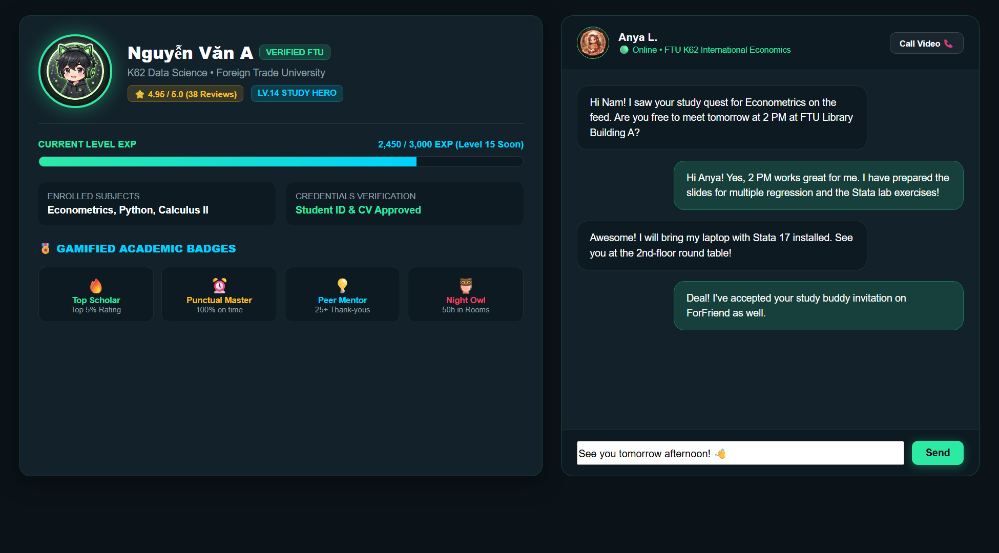 Nguyễn Văn A VERIFIED FTU
K62 Data Science • Foreign Trade University
⭐ 4.95 / 5.0 (38 Reviews) LV.14 STUDY HERO
CURRENT LEVEL EXP 2,450 / 3,000 EXP (Level 15 Soon)
ENROLLED SUBJECTS
Econometrics, Python, Calculus II
CREDENTIALS VERIFICATION
Student ID & CV Approved
🎖️ GAMIFIED ACADEMIC BADGES
🔥
Top Scholar
Top 5% Rating
⏰
Punctual Master
100% on time
💡
Peer Mentor
25+ Thank-yous
🦉
Night Owl
50h in Rooms
Anya L.
🟢 Online • FTU K62 International Economics
Call Video 📞
Hi Nam! I saw your study quest for Econometrics on the
feed. Are you free to meet tomorrow at 2 PM at FTU Library
Building A?
Hi Anya! Yes, 2 PM works great for me. I have prepared the
slides for multiple regression and the Stata lab exercises!
Awesome! I will bring my laptop with Stata 17 installed. See
you at the 2nd-floor round table!
Deal! I've accepted your study buddy invitation on
ForFriend as well.
See you tomorrow afternoon! 👋
Send